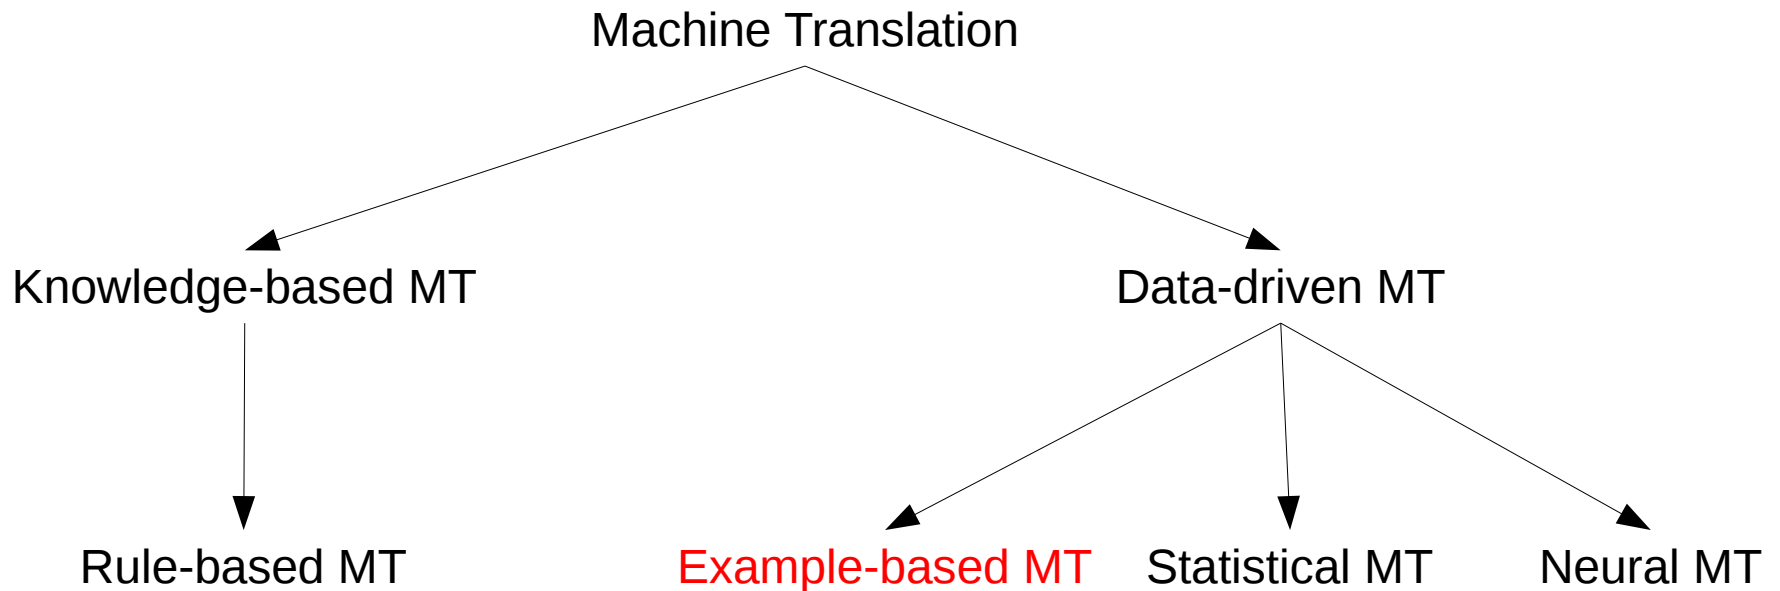 Machine Translation
Knowledge-based MT
Data-driven MT
Rule-based MT
Example-based MT
Statistical MT
Neural MT